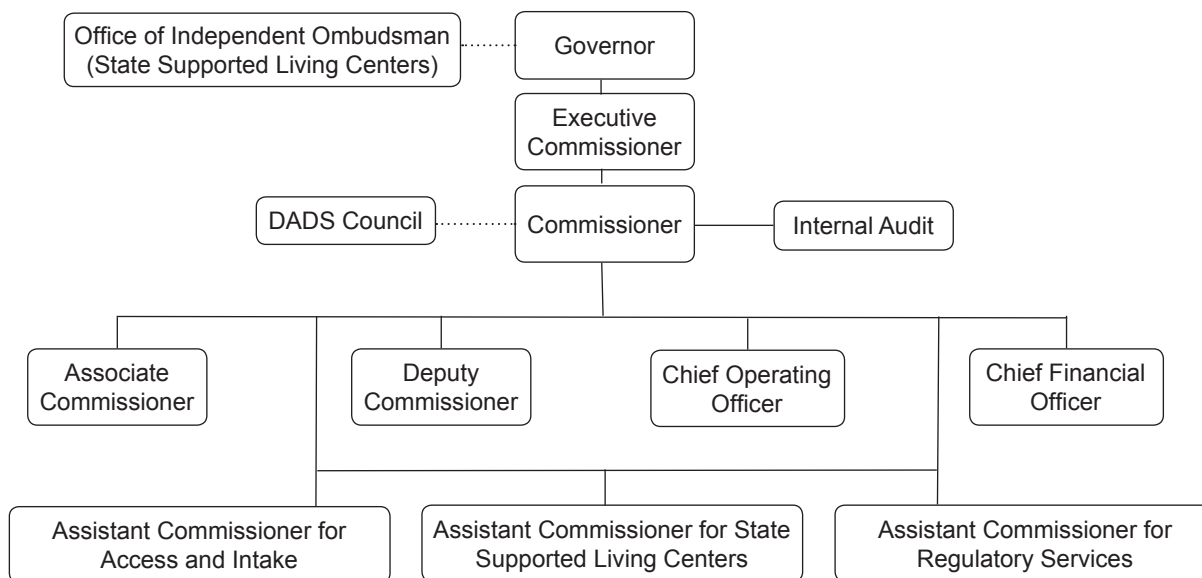 Office of Independent Ombudsman
(State Supported Living Centers)
Governor
Executive
Commissioner
DADS Council
Commissioner
Internal Audit
Associate
Commissioner
Deputy
Commissioner
Chief Operating
Officer
Chief Financial
Officer
Assistant Commissioner for
Access and Intake
Assistant Commissioner for State
Supported Living Centers
Assistant Commissioner for
Regulatory Services